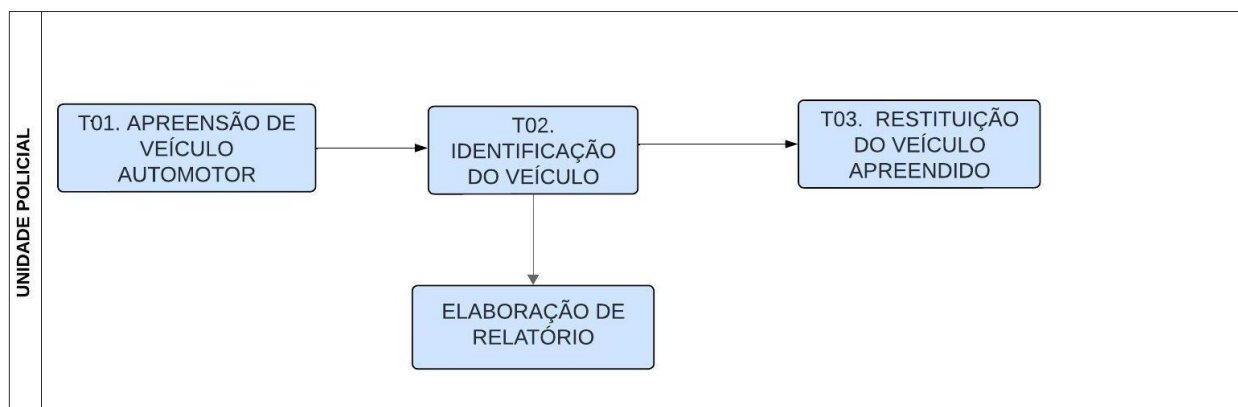 UNIDADE POLICIAL
T01. APREENSÃO DE
VEÍCULO
AUTOMOTOR
T02.
IDENTIFICAÇÃO
DO VEÍCULO
T03. RESTITUIÇÃO
DO VEÍCULO
APREENDIDO
ELABORAÇÃO DE
RELATÓRIO